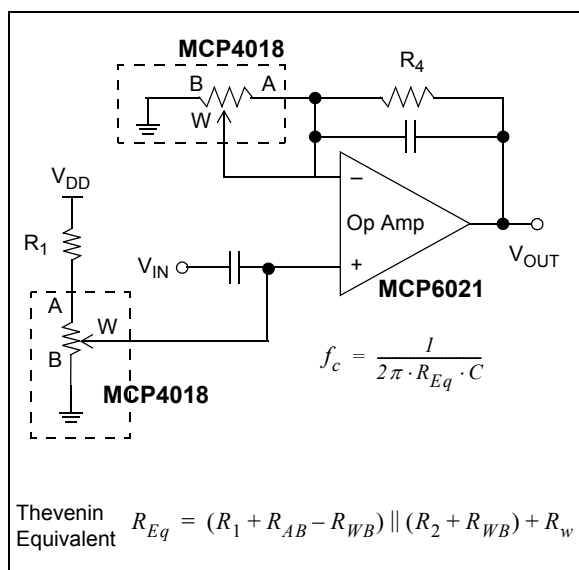 MCP4018
B A
W
R4
VDD
R1
Op Amp
–
+
VIN
VOUT
MCP6021
A
W
B
MCP4018
fc = 1 / (2π · REq · C)
Thevenin
Equivalent
REq = (R1 + RAB – RWB) || (R2 + RWB) + Rw